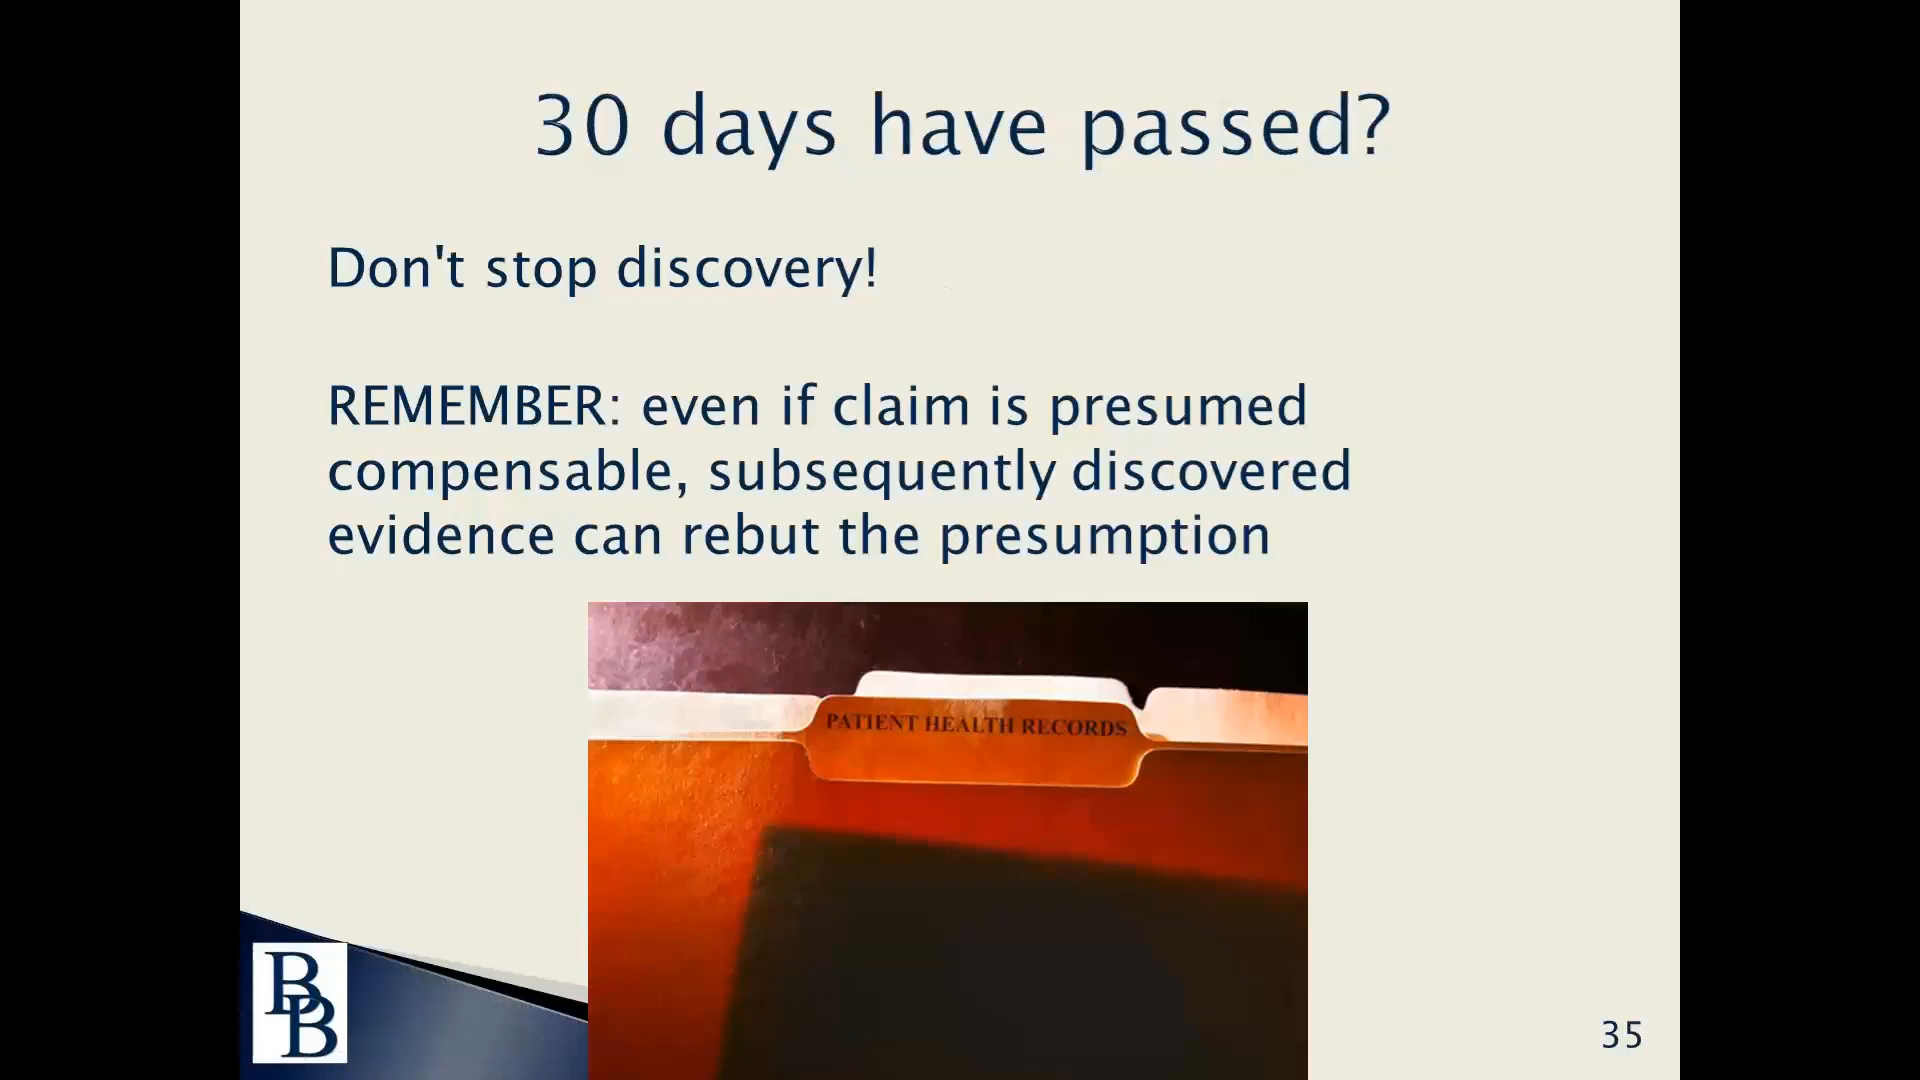 30 days have passed?
Don't stop discovery!
REMEMBER: even if claim is presumed
compensable, subsequently discovered
evidence can rebut the presumption
PATIENT HEALTH RECORDS
BB
35